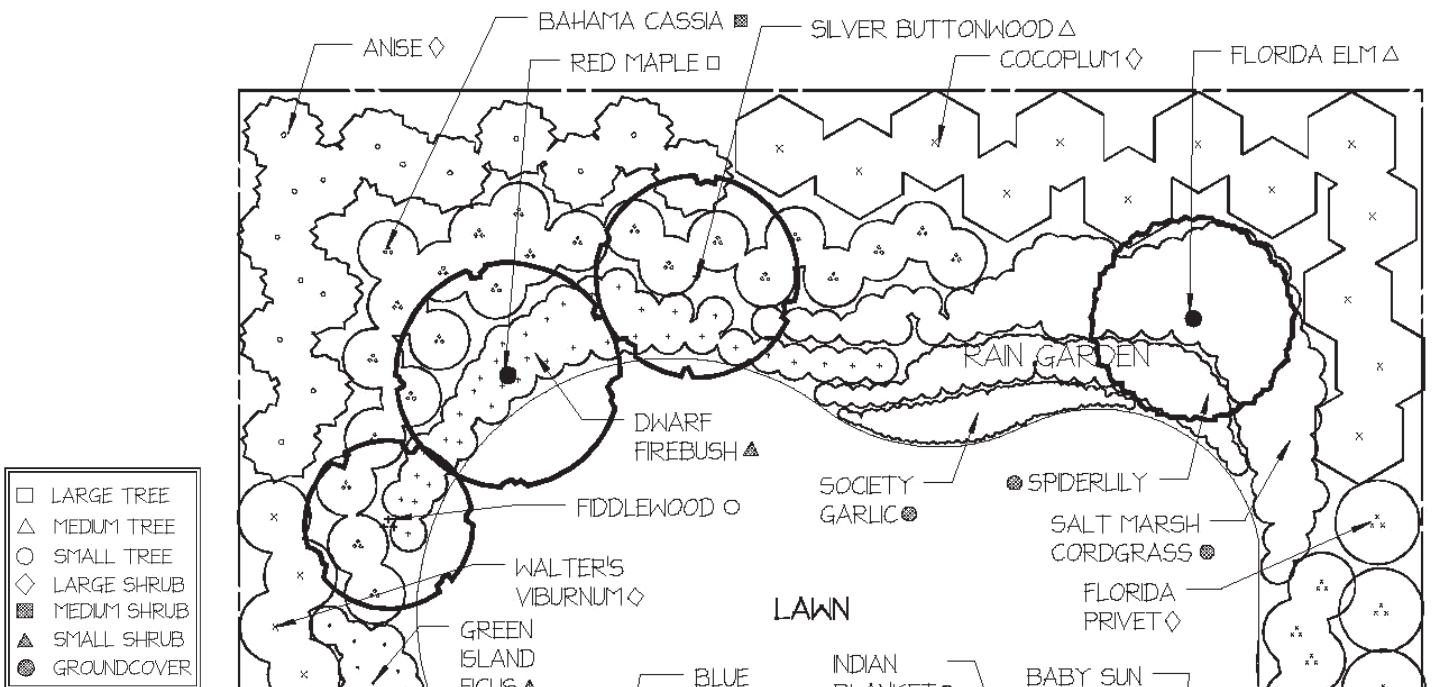 BAHAMA CASSIA
SILVER BUTTONWOOD
ANISE
RED MAPLE
COCOPLUM
FLORIDA ELM
RAIN GARDEN
DWARF
FIREBUSH
SOCIETY
GARLIC
SPIDERLILY
FIDDLEWOOD
SALT MARSH
CORDGRASS
WALTER'S
VIBURNUM
LAWN
FLORIDA
PRIVET
GREEN
ISLAND
FICUS
BLUE
INDIAN
BLANKET
BABY SUN
LARGE TREE
MEDIUM TREE
SMALL TREE
LARGE SHRUB
MEDIUM SHRUB
SMALL SHRUB
GROUNDCOVER